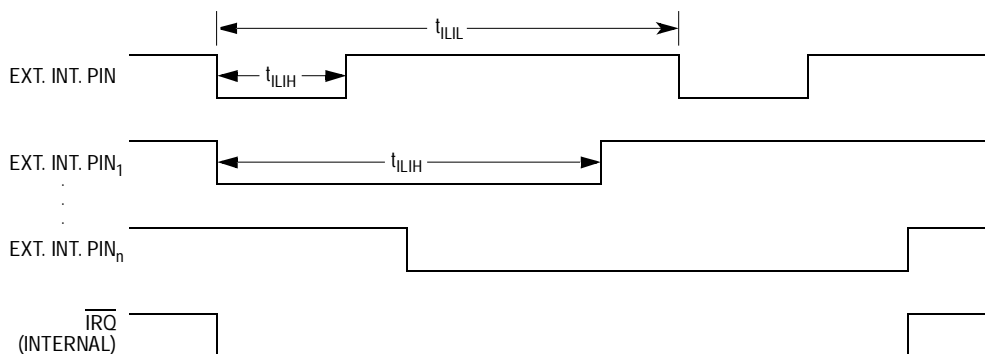 tILIL
EXT. INT. PIN
tILIH
EXT. INT. PIN1
tILIH
.
.
.
EXT. INT. PINn
IRQ
(INTERNAL)